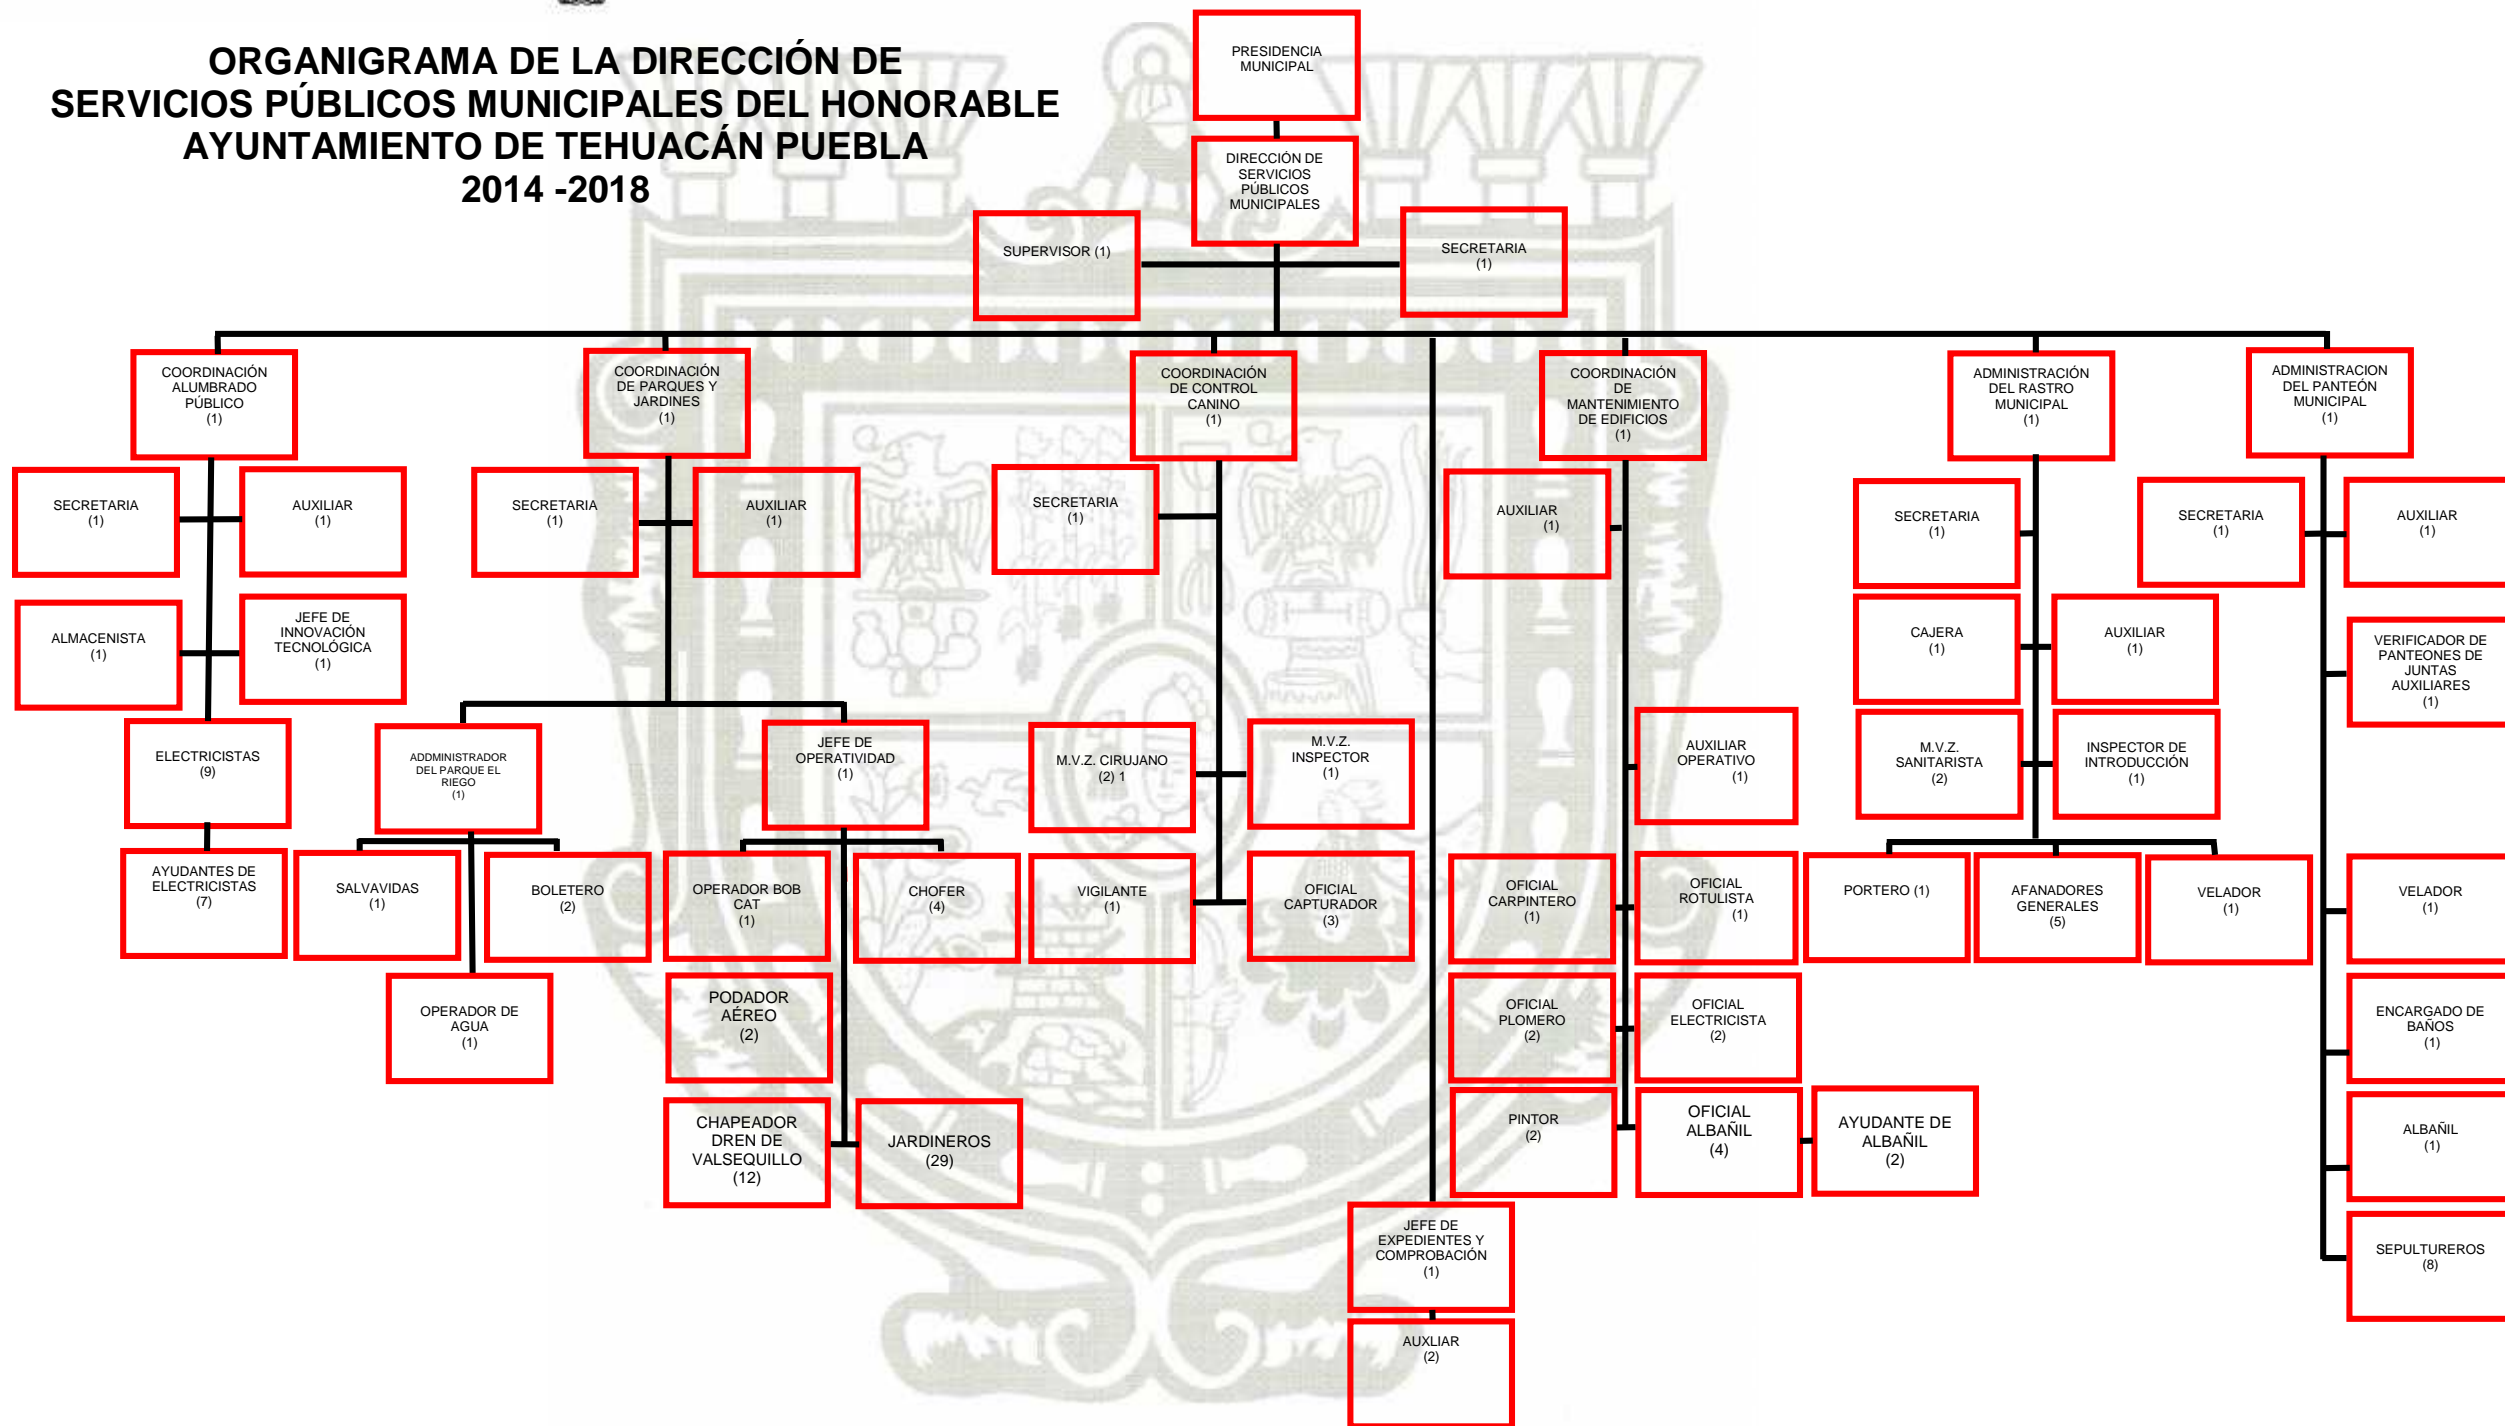 ORGANIGRAMA DE LA DIRECCIÓN DE
SERVICIOS PÚBLICOS MUNICIPALES DEL HONORABLE
AYUNTAMIENTO DE TEHUACÁN PUEBLA
2014 -2018
PRESIDENCIA
MUNICIPAL
DIRECCIÓN DE
SERVICIOS
PÚBLICOS
MUNICIPALES
SUPERVISOR (1)
SECRETARIA
(1)
COORDINACIÓN
ALUMBRADO
PÚBLICO
(1)
COORDINACIÓN
DE PARQUES Y
JARDINES
(1)
COORDINACIÓN
DE CONTROL
CANINO
(1)
COORDINACIÓN
DE
MANTENIMIENTO
DE EDIFICIOS
(1)
ADMINISTRACIÓN
DEL RASTRO
MUNICIPAL
(1)
ADMINISTRACION
DEL PANTEÓN
MUNICIPAL
(1)
SECRETARIA
(1)
AUXILIAR
(1)
SECRETARIA
(1)
AUXILIAR
(1)
SECRETARIA
(1)
AUXILIAR
(1)
SECRETARIA
(1)
SECRETARIA
(1)
AUXILIAR
(1)
ALMACENISTA
(1)
JEFE DE
INNOVACIÓN
TECNOLÓGICA
(1)
CAJERA
(1)
AUXILIAR
(1)
VERIFICADOR DE
PANTEONES DE
JUNTAS
AUXILIARES
(1)
ELECTRICISTAS
(9)
ADDMINISTRADOR
DEL PARQUE EL
RIEGO
(1)
JEFE DE
OPERATIVIDAD
(1)
M.V.Z. CIRUJANO
(2) 1
M.V.Z.
INSPECTOR
(1)
AUXILIAR
OPERATIVO
(1)
M.V.Z.
SANITARISTA
(2)
INSPECTOR DE
INTRODUCCIÓN
(1)
AYUDANTES DE
ELECTRICISTAS
(7)
SALVAVIDAS
(1)
BOLETERO
(2)
OPERADOR BOB
CAT
(1)
CHOFER
(4)
VIGILANTE
(1)
OFICIAL
CAPTURADOR
(3)
OFICIAL
CARPINTERO
(1)
OFICIAL
ROTULISTA
(1)
PORTERO (1)
AFANADORES
GENERALES
(5)
VELADOR
(1)
VELADOR
(1)
OPERADOR DE
AGUA
(1)
PODADOR
AÉREO
(2)
OFICIAL
PLOMERO
(2)
OFICIAL
ELECTRICISTA
(2)
ENCARGADO DE
BAÑOS
(1)
CHAPEADOR
DREN DE
VALSEQUILLO
(12)
JARDINEROS
(29)
PINTOR
(2)
OFICIAL
ALBAÑIL
(4)
AYUDANTE DE
ALBAÑIL
(2)
ALBAÑIL
(1)
JEFE DE
EXPEDIENTES Y
COMPROBACIÓN
(1)
SEPULTUREROS
(8)
AUXLIAR
(2)